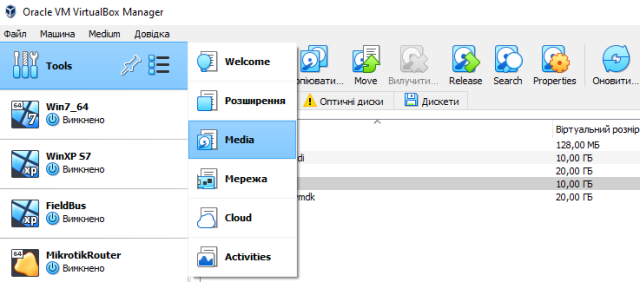 Oracle VM VirtualBox Manager
Файл Машина Medium Довідка
Tools
Welcome
Розширення
Media
Мережа
Cloud
Activities
Move
Вилучити...
Release
Search
Properties
Оновити...
Оптичні диски
Дискети
Віртуальний розмір
128,00 МБ
di 10,00 ГБ
20,00 ГБ
10,00 ГБ
mdk 20,00 ГБ
64
Win7_64
Вимкнено
WinXP S7
Вимкнено
FieldBus
Вимкнено
64
MikrotikRouter
Вимкнено